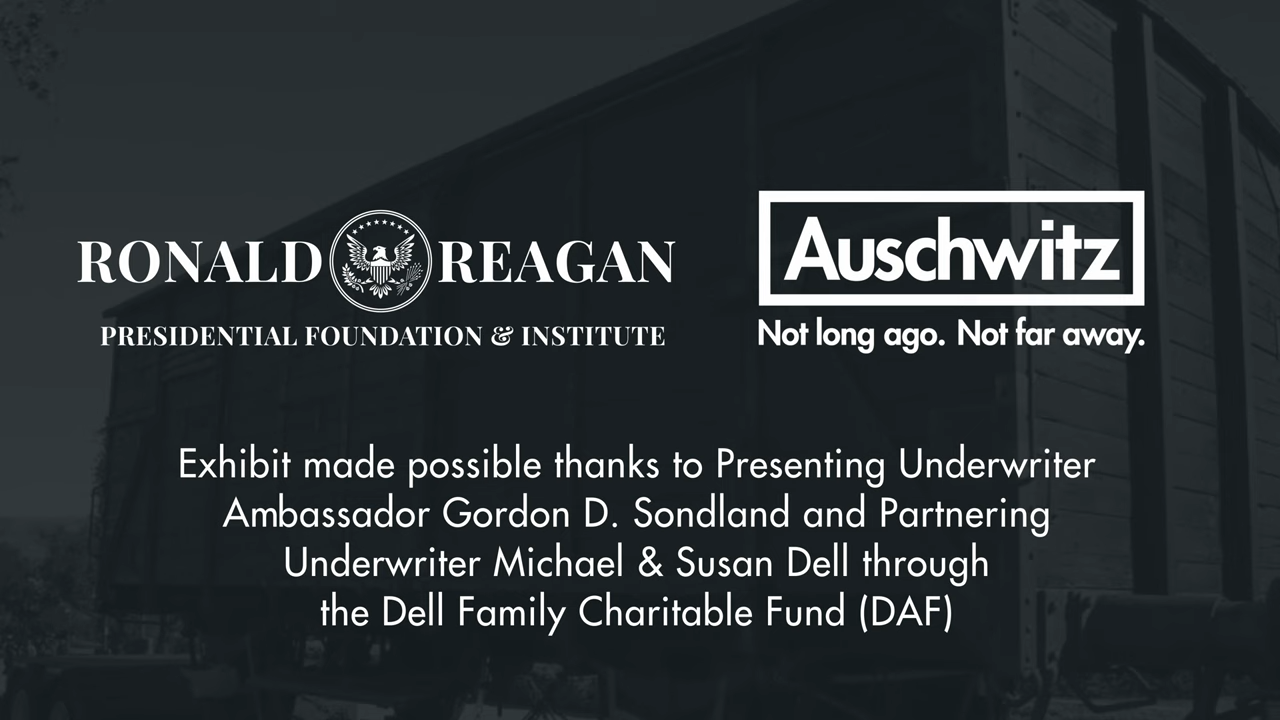 RONALD REAGAN
PRESIDENTIAL FOUNDATION & INSTITUTE
Auschwitz
Not long ago. Not far away.
Exhibit made possible thanks to Presenting Underwriter
Ambassador Gordon D. Sondland and Partnering
Underwriter Michael & Susan Dell through
the Dell Family Charitable Fund (DAF)